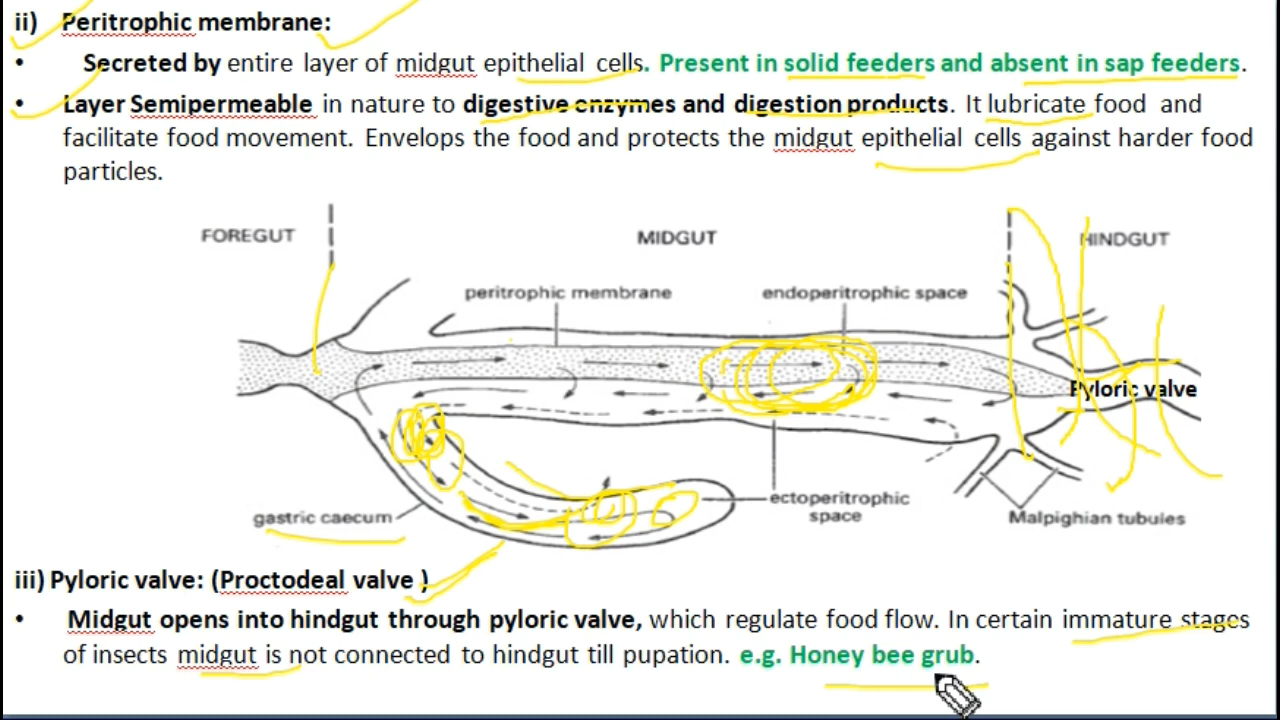 ii) Peritrophic membrane:
• Secreted by entire layer of midgut epithelial cells. Present in solid feeders and absent in sap feeders.
• Layer Semipermeable in nature to digestive enzymes and digestion products. It lubricate food and
facilitate food movement. Envelops the food and protects the midgut epithelial cells against harder food
particles.
FOREGUT MIDGUT HINDGUT
peritrophic membrane endoperitrophic space
Pyloric valve
gastric caecum ectoperitrophic
space Malpighian tubules
iii) Pyloric valve: (Proctodeal valve )
• Midgut opens into hindgut through pyloric valve, which regulate food flow. In certain immature stages
of insects midgut is not connected to hindgut till pupation. e.g. Honey bee grub.